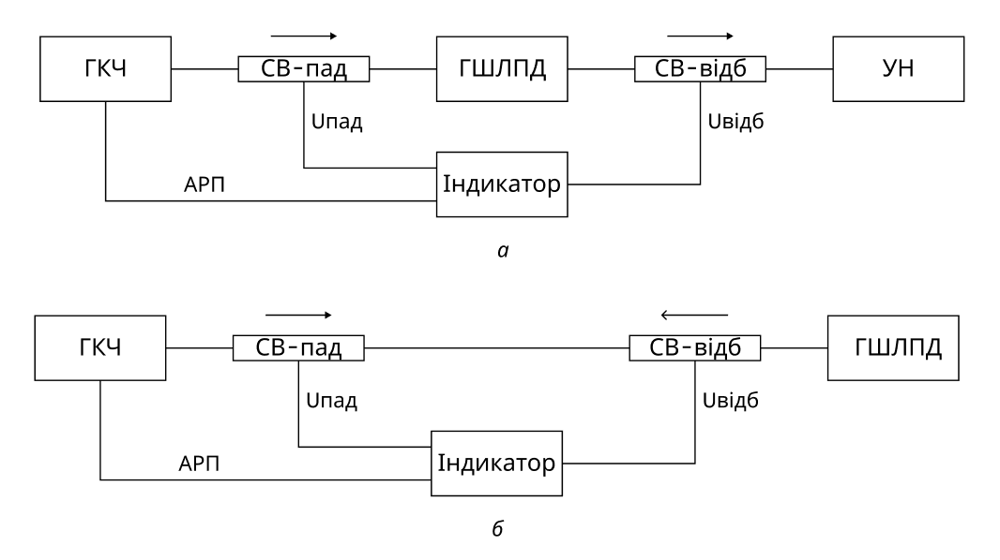 ГКЧ СВ-пад ГШЛПД СВ-відб УН
Uпад Uвідб
АРП Індикатор
а
ГКЧ СВ-пад СВ-відб ГШЛПД
Uпад Uвідб
АРП Індикатор
б